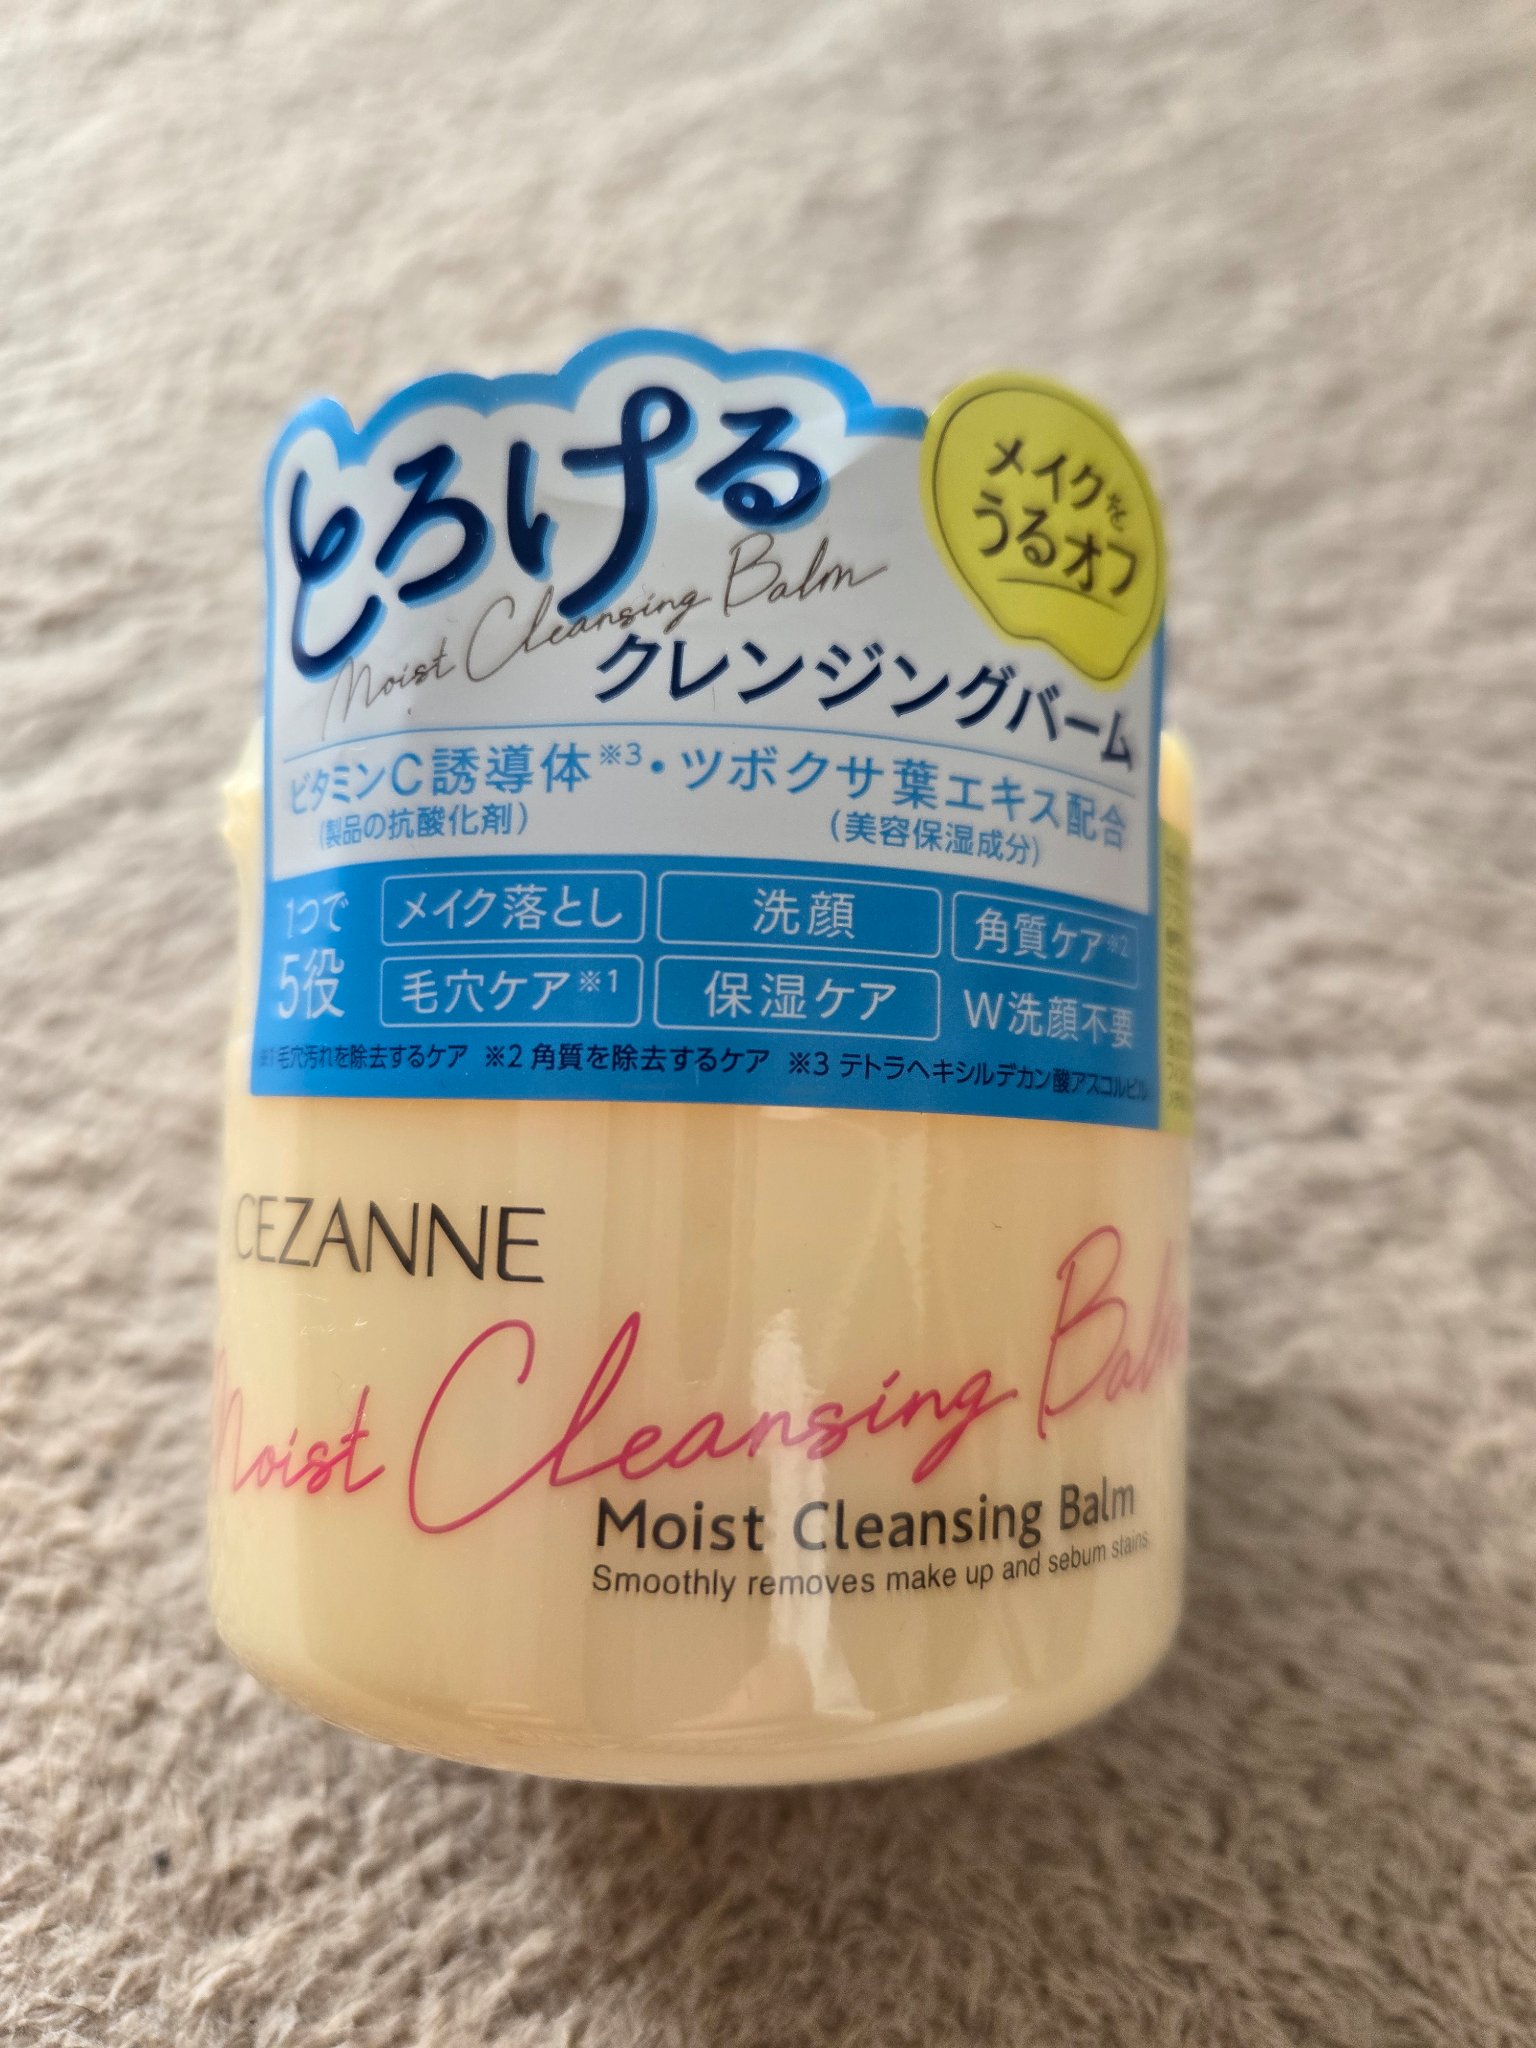 とろける
メイクを
うるオフ
Moist Cleansing Balm
クレンジングバーム
ビタミンC誘導体※3・ツボクサ葉エキス配合
(製品の抗酸化剤) (美容保湿成分)
1つで
5役
メイク落とし 洗顔 角質ケア※2
毛穴ケア※1 保湿ケア W洗顔不要
※1 毛穴汚れを除去するケア ※2 角質を除去するケア ※3 テトラヘキシルデカン酸アスコルビル
CEZANNE
Moist Cleansing Balm
Moist Cleansing Balm
Smoothly removes make up and sebum stains.